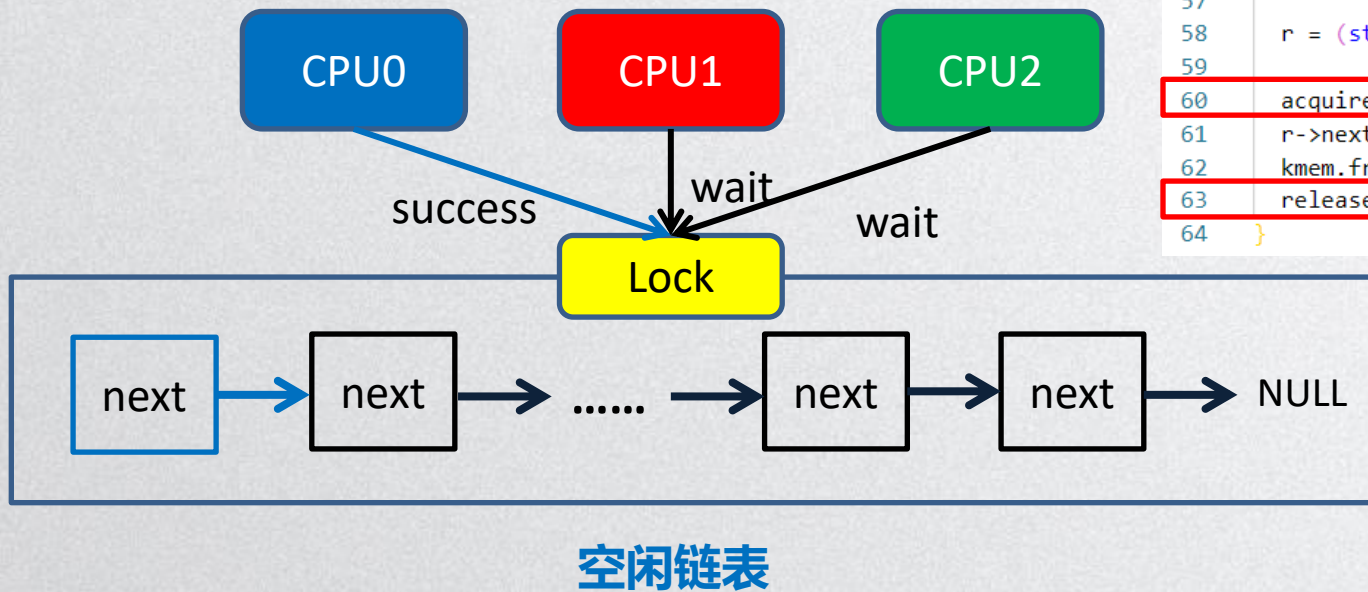 CPU0
CPU1
CPU2
success
wait
wait
Lock
next
next
......
next
next
NULL
空闲链表
58 r = (st
59
60 acquire
61 r->next
62 kmem.fr
63 release
64 }